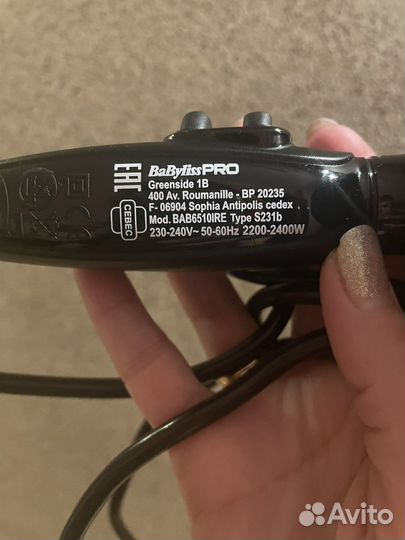 EAC
BaBylissPRO
Greenside 1B
400 Av. Roumanille - BP 20235
F- 06904 Sophia Antipolis cedex
CEBEC
Mod. BAB6510IRE Type S231b
230-240V~ 50-60Hz 2200-2400W
Avito